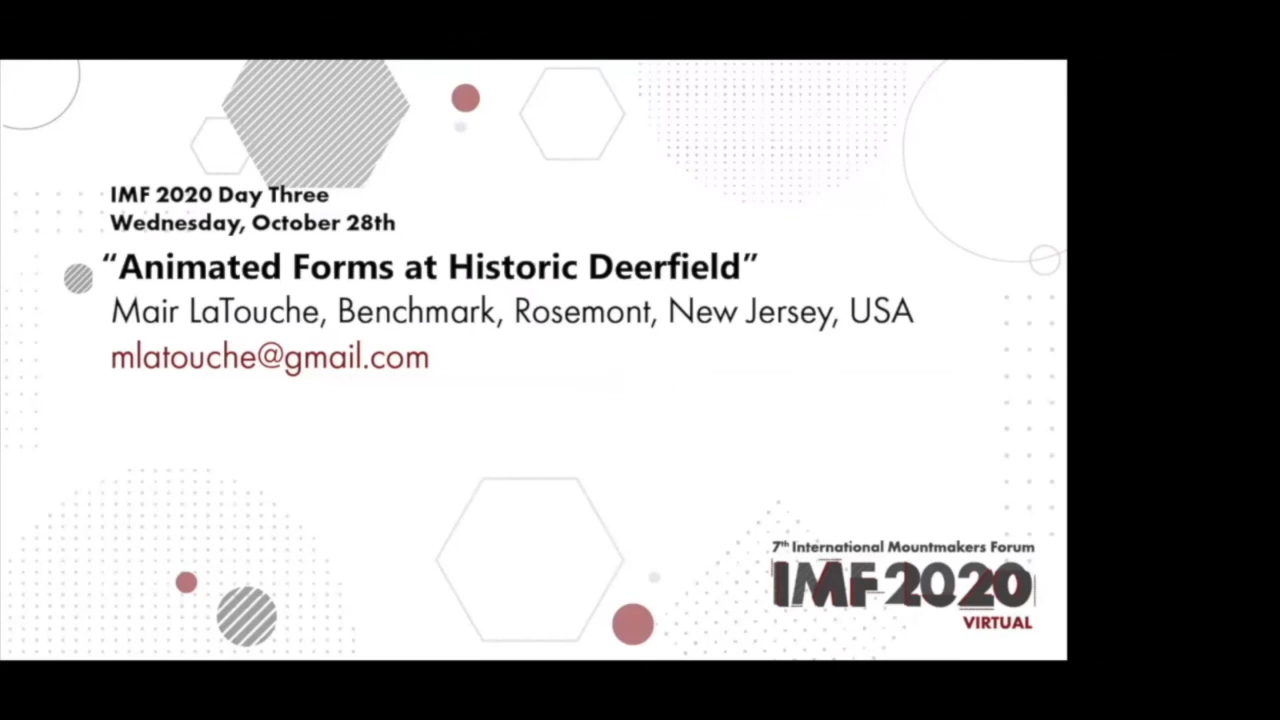 IMF 2020 Day Three
Wednesday, October 28th
“Animated Forms at Historic Deerfield”
Mair LaTouche, Benchmark, Rosemont, New Jersey, USA
mlatouche@gmail.com
7th International Mountmakers Forum
IMF 2020
VIRTUAL